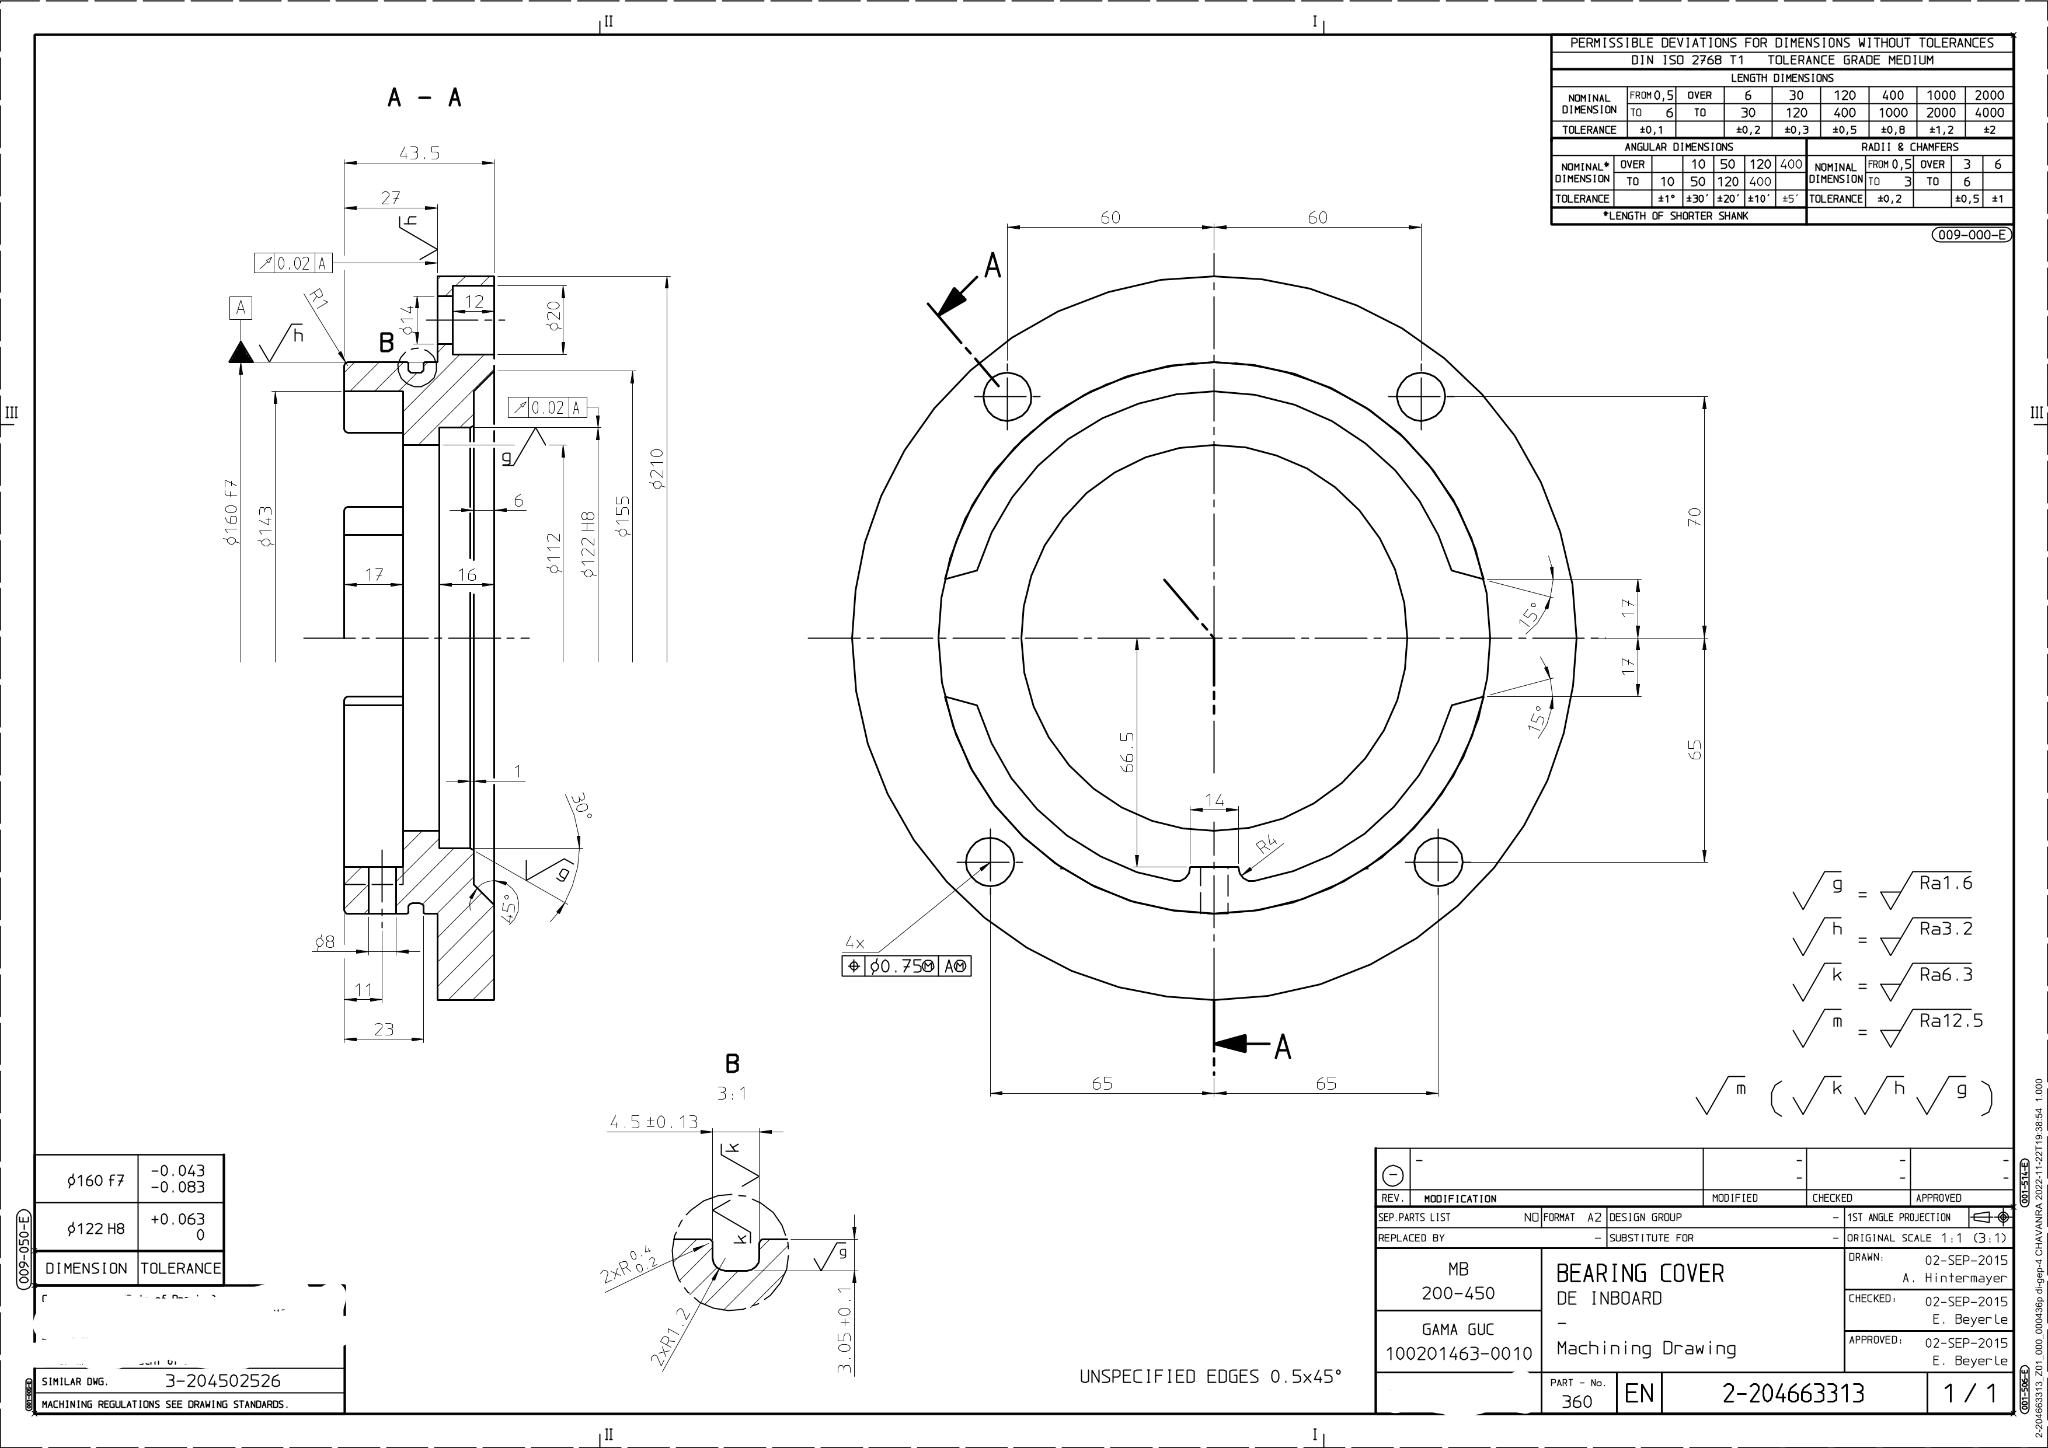 II
I
PERMISSIBLE DEVIATIONS FOR DIMENSIONS WITHOUT TOLERANCES
DIN ISO 2768 T1 TOLERANCE GRADE MEDIUM
LENGTH DIMENSIONS
NOMINAL DIMENSION FROM 0,5 OVER 6 30 120 400 1000 2000
TO 6 TO 30 120 400 1000 2000 4000
TOLERANCE ±0,1 ±0,2 ±0,3 ±0,5 ±0,8 ±1,2 ±2
ANGULAR DIMENSIONS RADII & CHAMFERS
NOMINAL* DIMENSION OVER 10 50 120 400 NOMINAL DIMENSION FROM 0,5 OVER 3 6
TO 10 50 120 400 TO 3 TO 6
TOLERANCE ±1° ±30' ±20' ±10' ±5' TOLERANCE ±0,2 ±0,5 ±1
*LENGTH OF SHORTER SHANK
009-000-E
A - A
43.5
27
h
0.02 A
A
R1
h
B
ϕ14
12
ϕ20
0.02 A
g
ϕ160 f7
ϕ143
6
ϕ112
ϕ122 H8
ϕ155
ϕ210
17
16
1
30°
g
45°
ϕ8
11
23
60
60
A
70
15°
17
17
15°
65
66.5
14
R4
4x
ϕ0.75Ⓜ AⓂ
A
65
65
III
III
g = Ra1.6
h = Ra3.2
k = Ra6.3
m = Ra12.5
m ( k h g )
B
3:1
4.5 ±0.13
k
k
g
2xR 0.4 0.2
2xR1.2
3.05±0.1
UNSPECIFIED EDGES 0.5x45°
ϕ160 f7 -0.043 -0.083
ϕ122 H8 +0.063 0
DIMENSION TOLERANCE
009-050-E
SIMILAR DWG. 3-204502526
MACHINING REGULATIONS SEE DRAWING STANDARDS.
- - - -
REV. MODIFICATION MODIFIED CHECKED APPROVED
SEP.PARTS LIST NO FORMAT A2 DESIGN GROUP - 1ST ANGLE PROJECTION
REPLACED BY - SUBSTITUTE FOR - ORIGINAL SCALE 1:1 (3:1)
MB
200-450
GAMA GUC
100201463-0010
BEARING COVER
DE INBOARD
-
Machining Drawing
DRAWN: 02-SEP-2015
A. Hintermayer
CHECKED: 02-SEP-2015
E. Beyerle
APPROVED: 02-SEP-2015
E. Beyerle
PART - No.
360
EN
2-204663313
1 / 1
001-514-E
001-506-E
2-204663313_Z01_000_000436p di-gep-4 CHAVANRA 2022-11-22T19:38:54 1.000
II
I